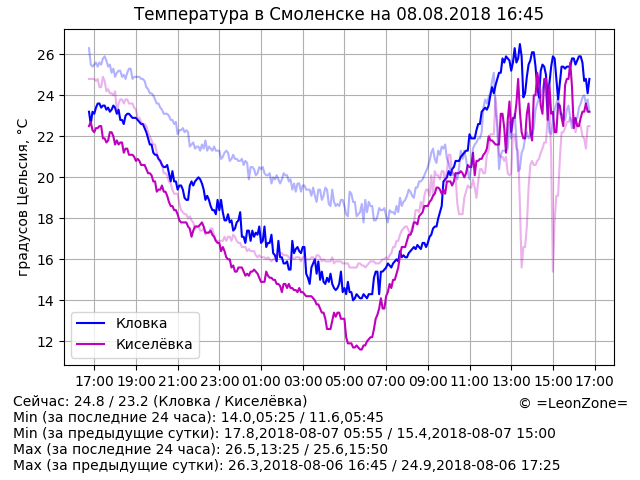 Температура в Смоленске на 08.08.2018 16:45
градусов Цельсия, °C
26
24
22
20
18
16
14
12
Кловка
Киселёвка
17:00 19:00 21:00 23:00 01:00 03:00 05:00 07:00 09:00 11:00 13:00 15:00 17:00
Сейчас: 24.8 / 23.2 (Кловка / Киселёвка)
© =LeonZone=
Min (за последние 24 часа): 14.0,05:25 / 11.6,05:45
Min (за предыдущие сутки): 17.8,2018-08-07 05:55 / 15.4,2018-08-07 15:00
Max (за последние 24 часа): 26.5,13:25 / 25.6,15:50
Max (за предыдущие сутки): 26.3,2018-08-06 16:45 / 24.9,2018-08-06 17:25